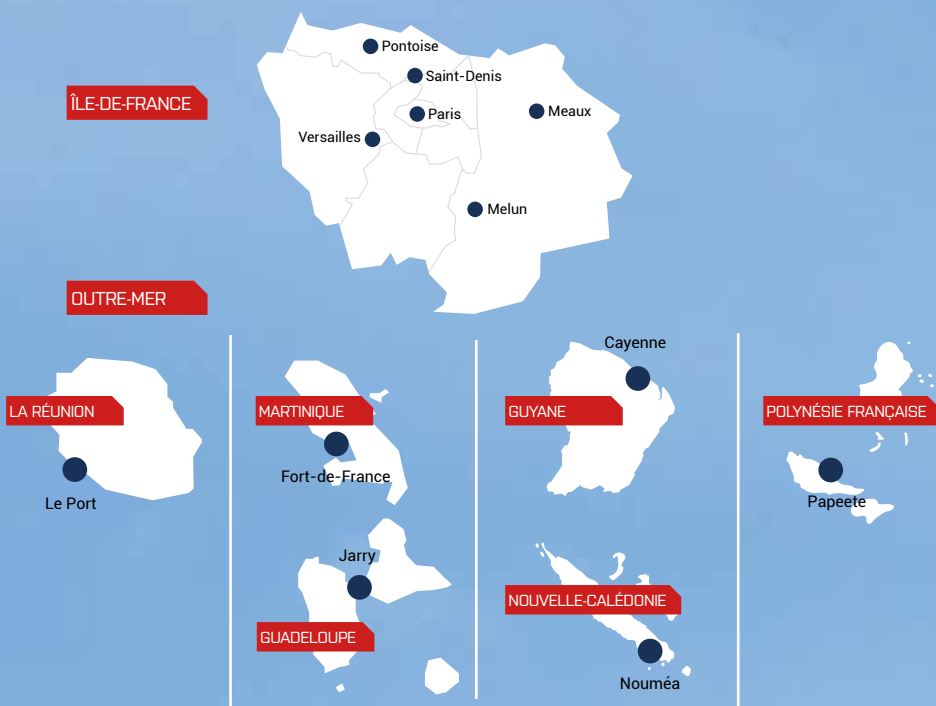 Pontoise
Saint-Denis
ÎLE-DE-FRANCE
Paris
Meaux
Versailles
Melun
OUTRE-MER
LA RÉUNION
Le Port
MARTINIQUE
Fort-de-France
Jarry
GUADELOUPE
Cayenne
GUYANE
NOUVELLE-CALÉDONIE
Nouméa
POLYNÉSIE FRANÇAISE
Papeete